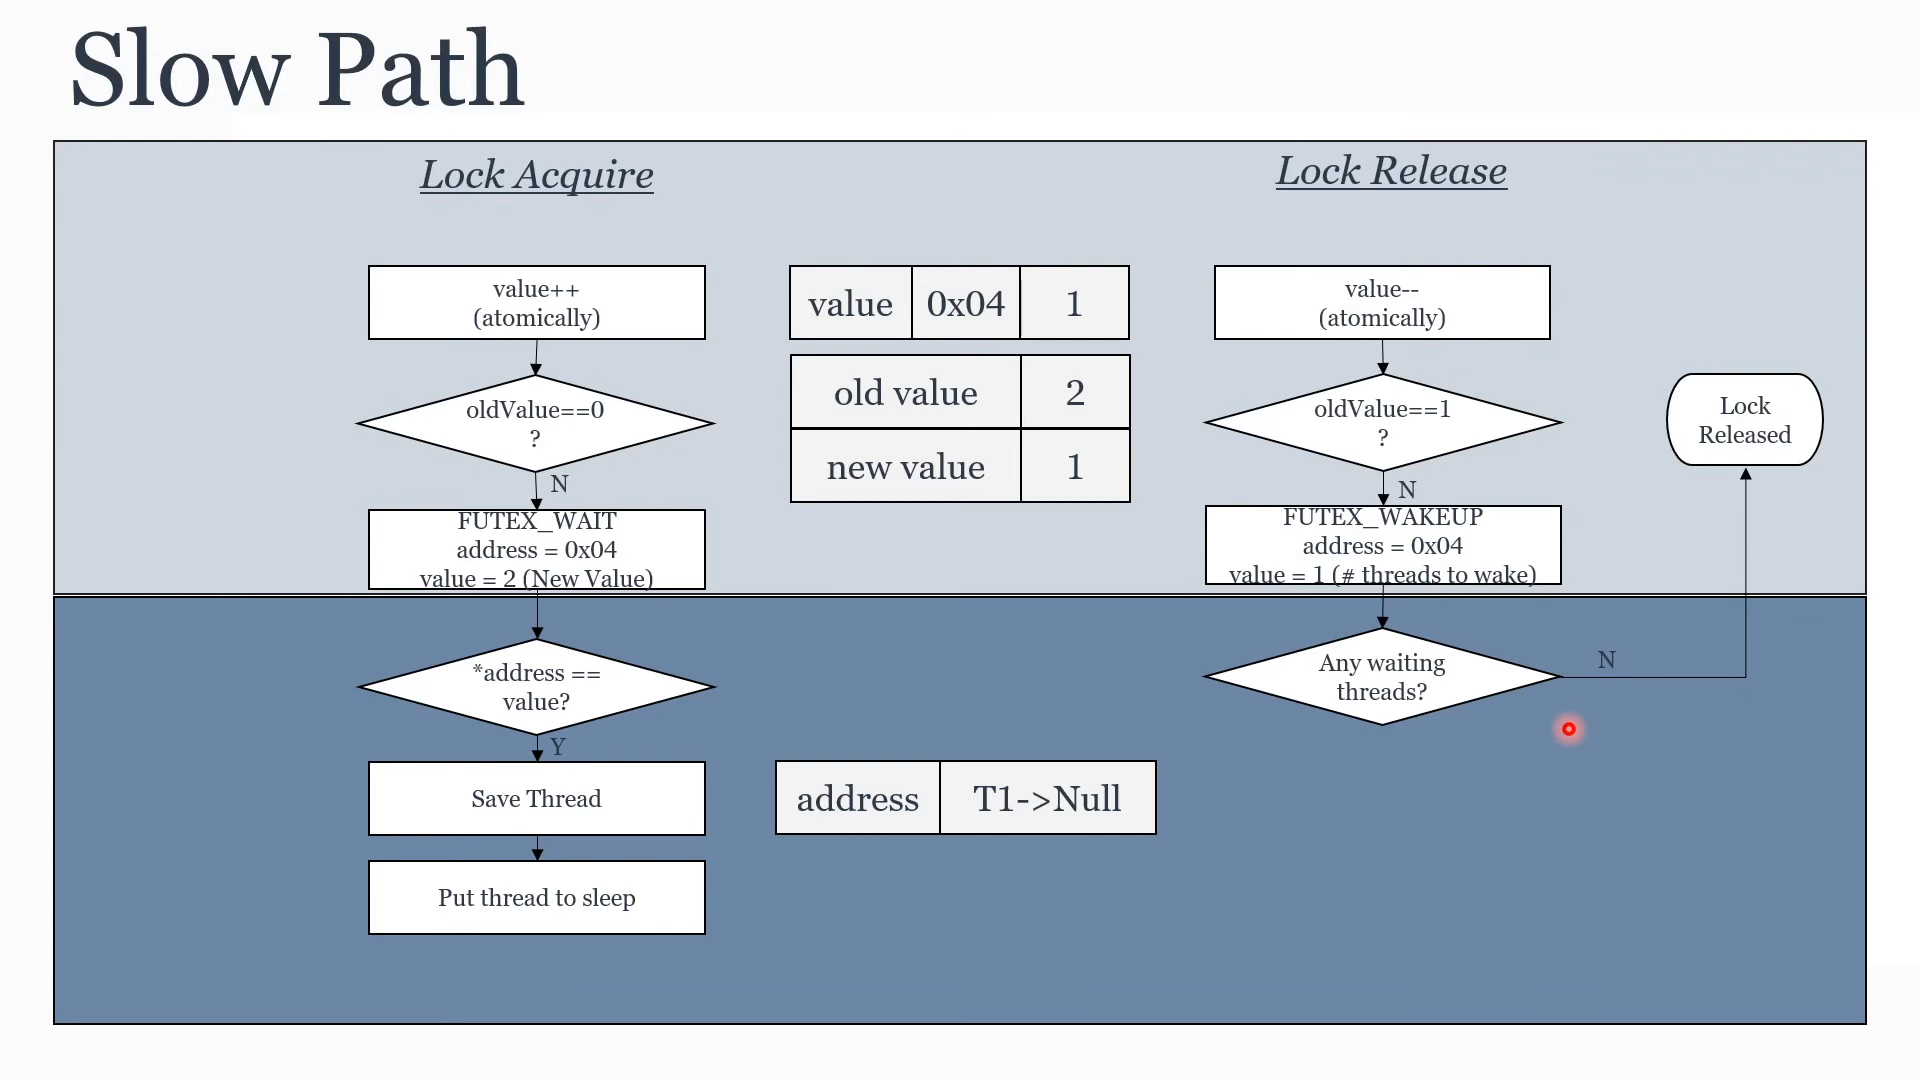 Slow Path
Lock Acquire
Lock Release
value++
(atomically)
value 0x04 1
value--
(atomically)
oldValue==0
?
old value 2
new value 1
oldValue==1
?
Lock
Released
N
N
FUTEX_WAIT
address = 0x04
value = 2 (New Value)
FUTEX_WAKEUP
address = 0x04
value = 1 (# threads to wake)
*address ==
value?
Any waiting
threads?
N
Y
Save Thread
address T1->Null
Put thread to sleep